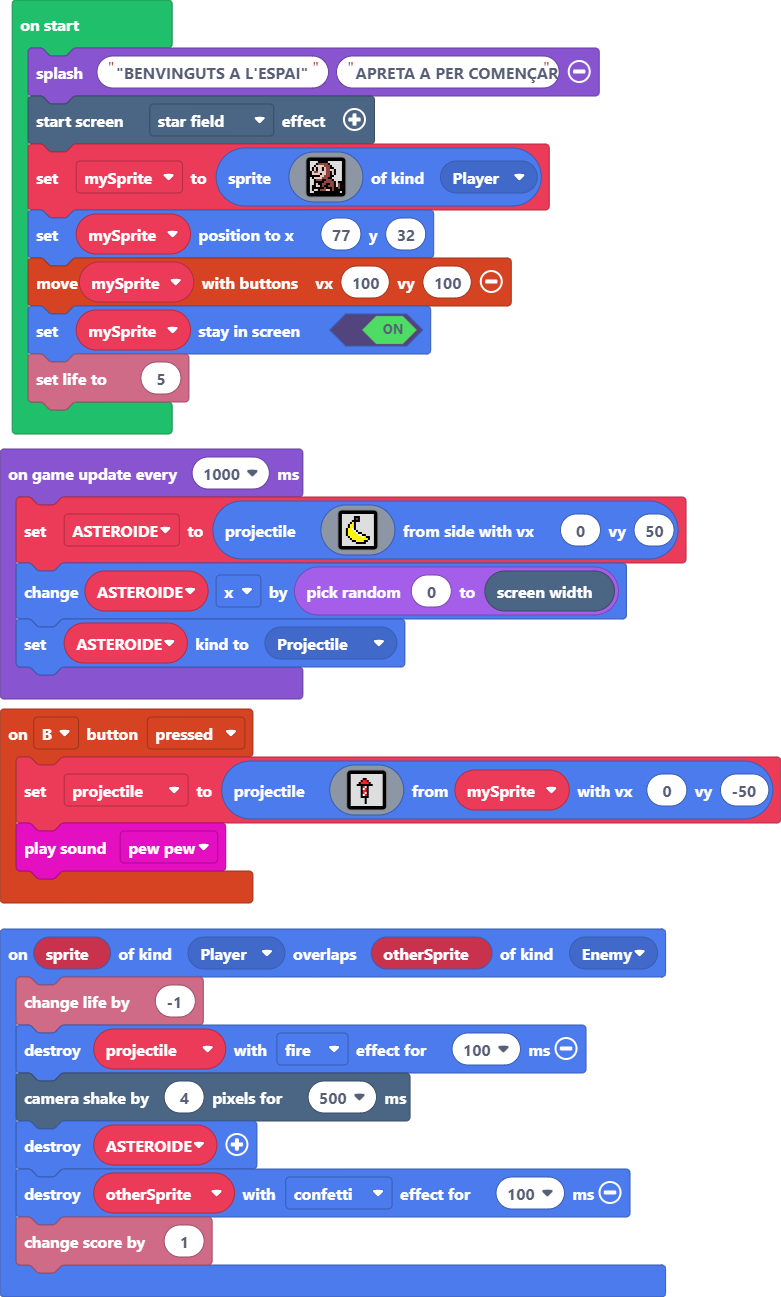 on start
splash " "BENVINGUTS A L'ESPAI" " " APRETA A PER COMENÇAR "
start screen star field effect
set mySprite to sprite of kind Player
set mySprite position to x 77 y 32
move mySprite with buttons vx 100 vy 100
set mySprite stay in screen ON
set life to 5
on game update every 1000 ms
set ASTEROIDE to projectile from side with vx 0 vy 50
change ASTEROIDE x by pick random 0 to screen width
set ASTEROIDE kind to Projectile
on B button pressed
set projectile to projectile from mySprite with vx 0 vy -50
play sound pew pew
on sprite of kind Player overlaps otherSprite of kind Enemy
change life by -1
destroy projectile with fire effect for 100 ms
camera shake by 4 pixels for 500 ms
destroy ASTEROIDE
destroy otherSprite with confetti effect for 100 ms
change score by 1